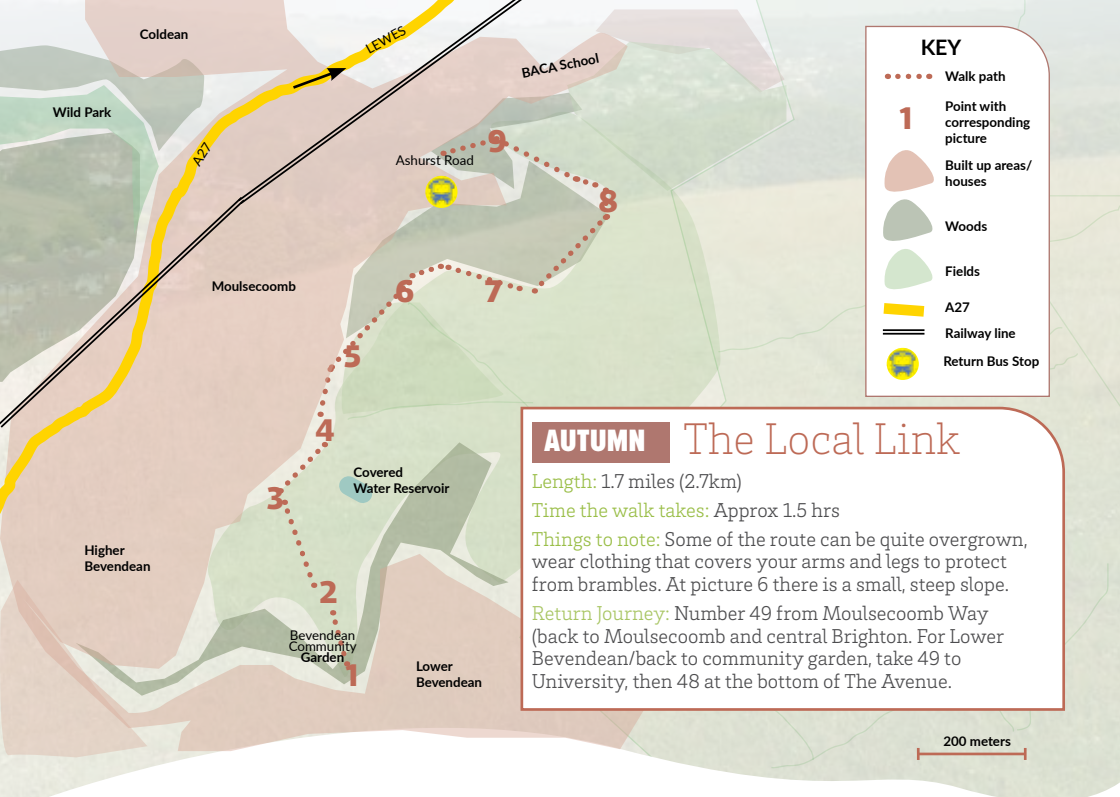 Coldean
LEWES
BACA School
Wild Park
A27
Ashurst Road
9
8
Moulsecoomb
6
7
5
4
Covered
Water Reservoir
3
Higher
Bevendean
2
Bevendean
Community
Garden
1
Lower
Bevendean
KEY
Walk path
1
Point with
corresponding
picture
Built up areas/
houses
Woods
Fields
A27
Railway line
Return Bus Stop
AUTUMN The Local Link
Length: 1.7 miles (2.7km)
Time the walk takes: Approx 1.5 hrs
Things to note: Some of the route can be quite overgrown,
wear clothing that covers your arms and legs to protect
from brambles. At picture 6 there is a small, steep slope.
Return Journey: Number 49 from Moulsecoomb Way
(back to Moulsecoomb and central Brighton. For Lower
Bevendean/back to community garden, take 49 to
University, then 48 at the bottom of The Avenue.
200 meters